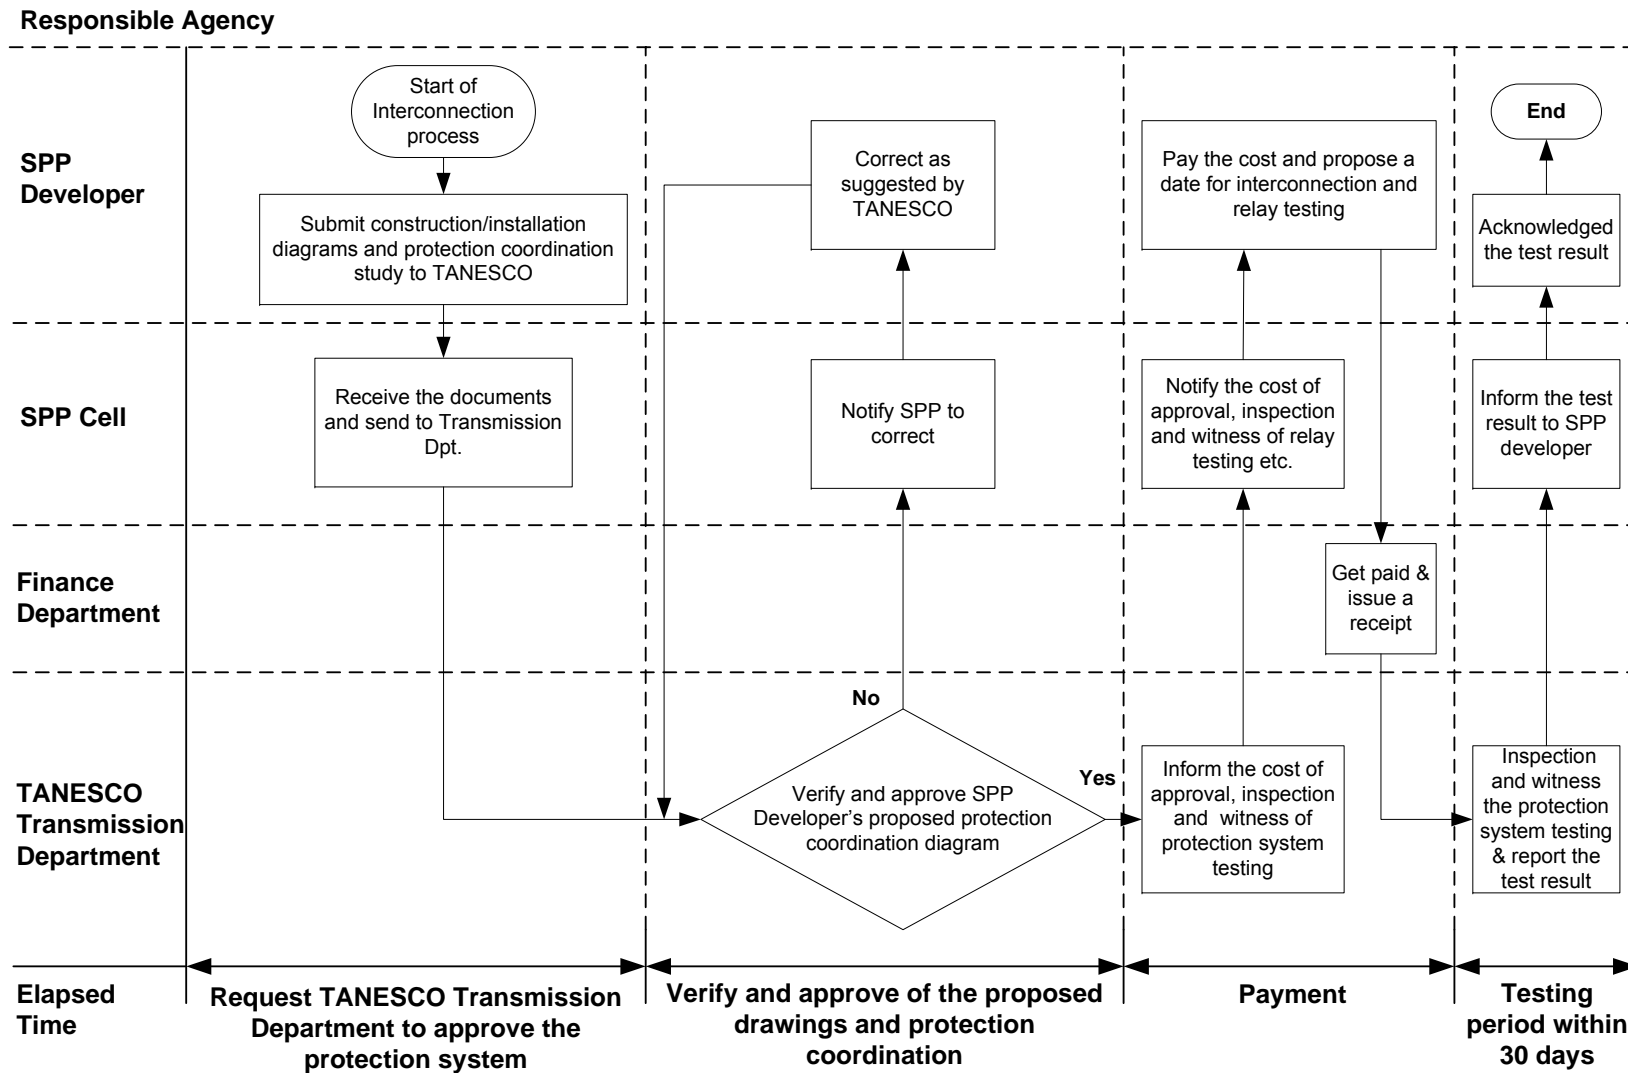 Responsible Agency
SPP
Developer
Start of
Interconnection
process
Submit construction/installation
diagrams and protection coordination
study to TANESCO
Correct as
suggested by
TANESCO
Pay the cost and propose a
date for interconnection and
relay testing
End
Acknowledged
the test result
SPP Cell
Receive the documents
and send to Transmission
Dpt.
Notify SPP to
correct
Notify the cost of
approval, inspection
and witness of relay
testing etc.
Inform the test
result to SPP
developer
Finance
Department
Get paid &
issue a
receipt
TANESCO
Transmission
Department
No
Verify and approve SPP
Developer's proposed protection
coordination diagram
Yes
Inform the cost of
approval, inspection
and  witness of
protection system
testing
Inspection
and witness
the protection
system testing
& report the
test result
Elapsed
Time
Request TANESCO Transmission
Department to approve the
protection system
Verify and approve of the proposed
drawings and protection
coordination
Payment
Testing
period within
30 days